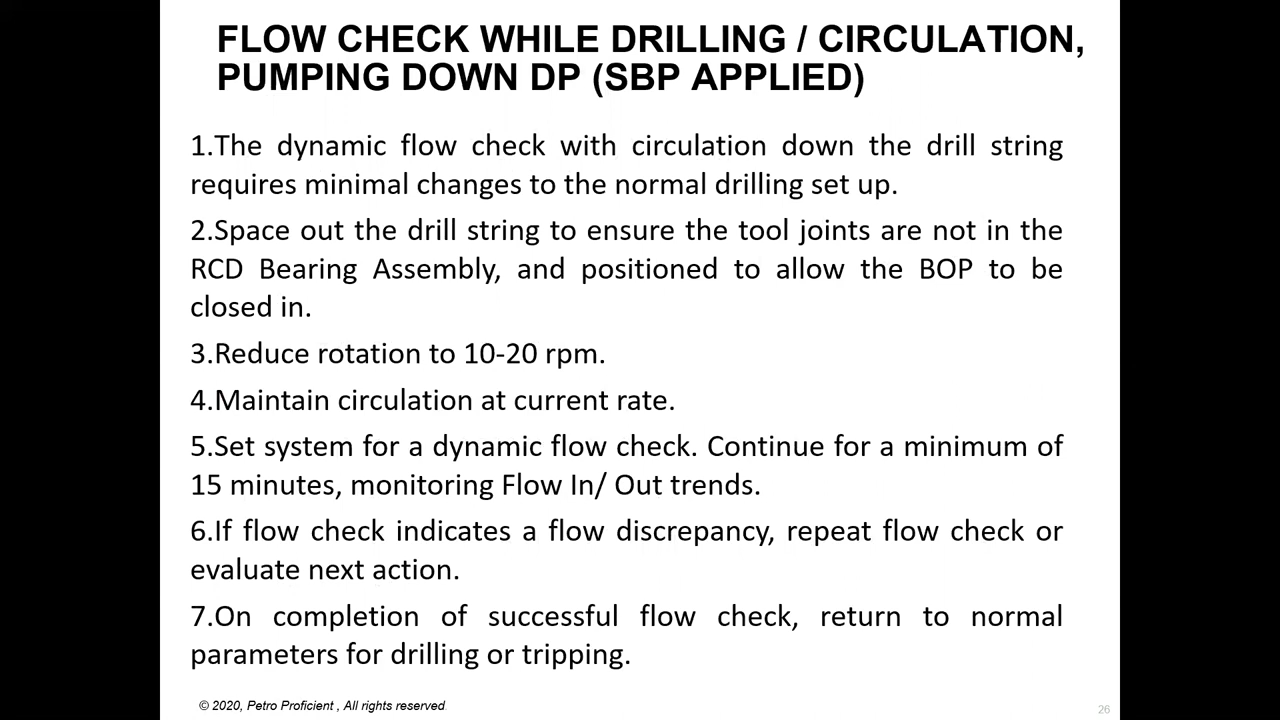 FLOW CHECK WHILE DRILLING / CIRCULATION,
PUMPING DOWN DP (SBP APPLIED)
1.The dynamic flow check with circulation down the drill string
requires minimal changes to the normal drilling set up.
2.Space out the drill string to ensure the tool joints are not in the
RCD Bearing Assembly, and positioned to allow the BOP to be
closed in.
3.Reduce rotation to 10-20 rpm.
4.Maintain circulation at current rate.
5.Set system for a dynamic flow check. Continue for a minimum of
15 minutes, monitoring Flow In/ Out trends.
6.If flow check indicates a flow discrepancy, repeat flow check or
evaluate next action.
7.On completion of successful flow check, return to normal
parameters for drilling or tripping.
© 2020, Petro Proficient , All rights reserved
26